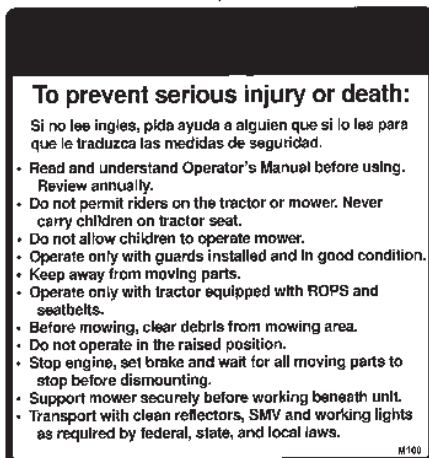 To prevent serious injury or death:
Si no lee ingles, pida ayuda a alguien que si lo lea para
que le traduzca las medidas de seguridad.
• Read and understand Operator's Manual before using.
Review annually.
• Do not permit riders on the tractor or mower. Never
carry children on tractor seat.
• Do not allow children to operate mower.
• Operate only with guards installed and in good condition.
• Keep away from moving parts.
• Operate only with tractor equipped with ROPS and
seatbelts.
• Before mowing, clear debris from mowing area.
• Do not operate in the raised position.
• Stop engine, set brake and wait for all moving parts to
stop before dismounting.
• Support mower securely before working beneath unit.
• Transport with clean reflectors, SMV and working lights
as required by federal, state, and local laws.
M100